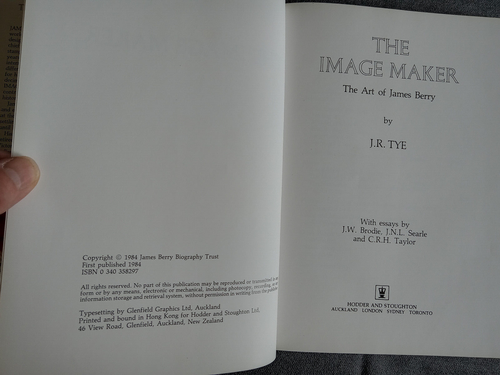 Copyright © 1984 James Berry Biography Trust
First published 1984
ISBN 0 340 358297
All rights reserved. No part of this publication may be reproduced or transmitted in
form or by any means, electronic or mechanical, including photocopy, recording, or
information storage and retrieval system, without permission in writing from the publisher
Typesetting by Glenfield Graphics Ltd, Auckland
Printed and bound in Hong Kong for Hodder and Stoughton Ltd,
46 View Road, Glenfield, Auckland, New Zealand
THE
IMAGE MAKER
The Art of James Berry
by
J.R. TYE
With essays by
J.W. Brodie, J.N.L. Searle
and C.R.H. Taylor
HODDER AND STOUGHTON
AUCKLAND LONDON SYDNEY TORONTO